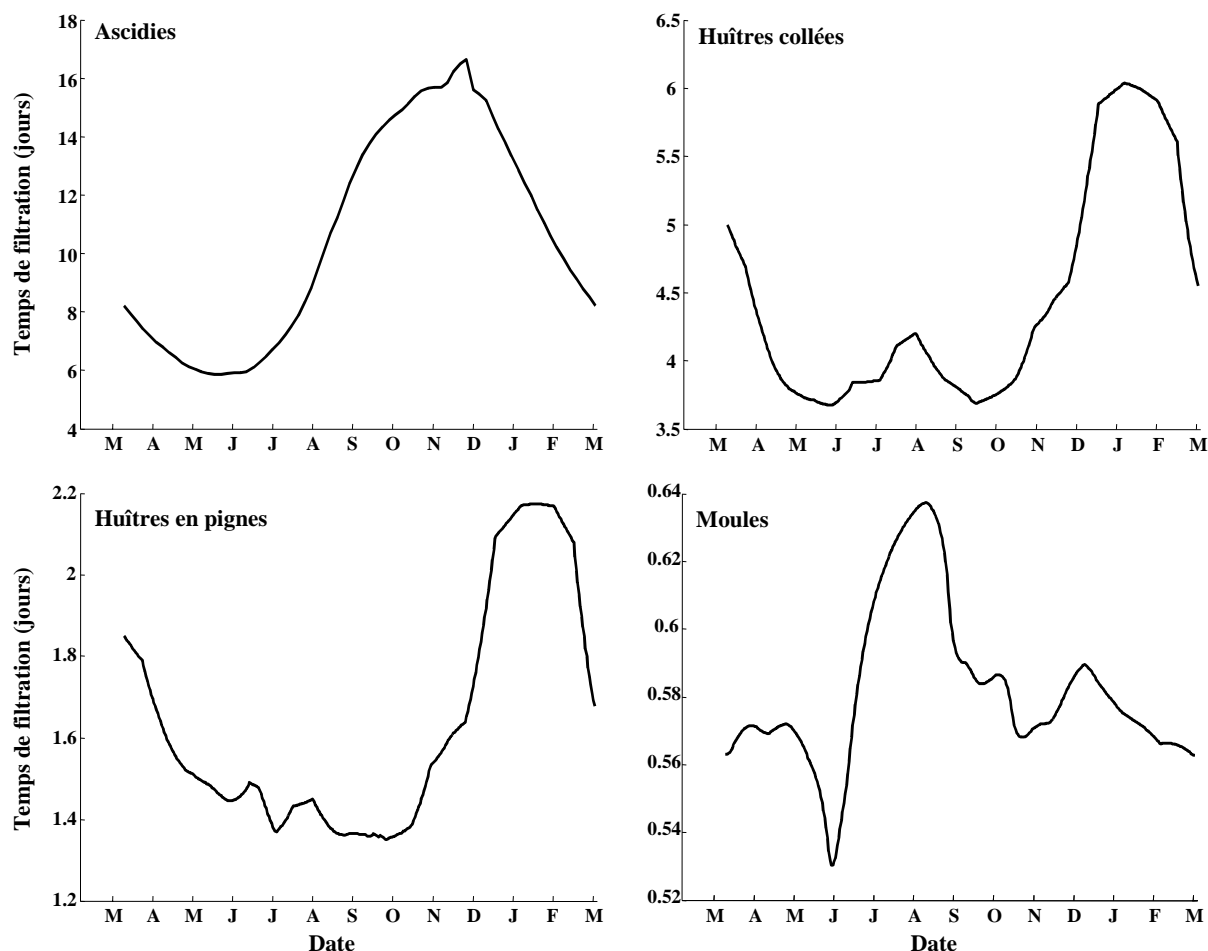 Ascidies
Temps de filtration (jours)
18
16
14
12
10
8
6
4
M A M J J A S O N D J F M
Huîtres collées
6.5
6
5.5
5
4.5
4
3.5
M A M J J A S O N D J F M
Huîtres en pignes
Temps de filtration (jours)
2.2
2
1.8
1.6
1.4
1.2
M A M J J A S O N D J F M
Date
Moules
0.64
0.62
0.6
0.58
0.56
0.54
0.52
M A M J J A S O N D J F M
Date